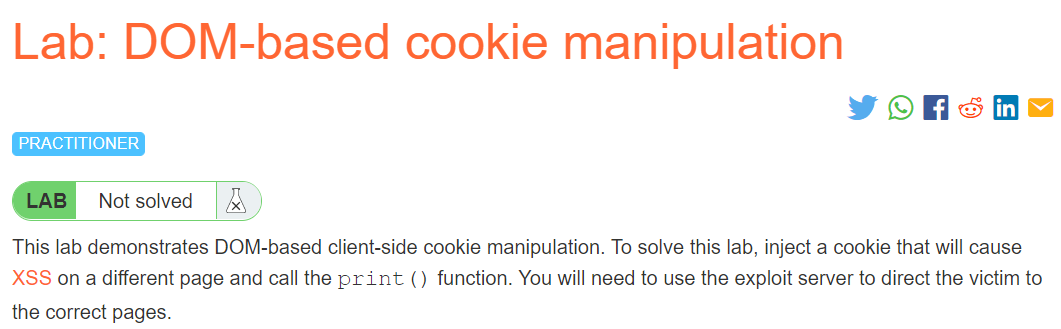 Lab: DOM-based cookie manipulation
PRACTITIONER
LAB Not solved
This lab demonstrates DOM-based client-side cookie manipulation. To solve this lab, inject a cookie that will cause
XSS on a different page and call the print() function. You will need to use the exploit server to direct the victim to
the correct pages.